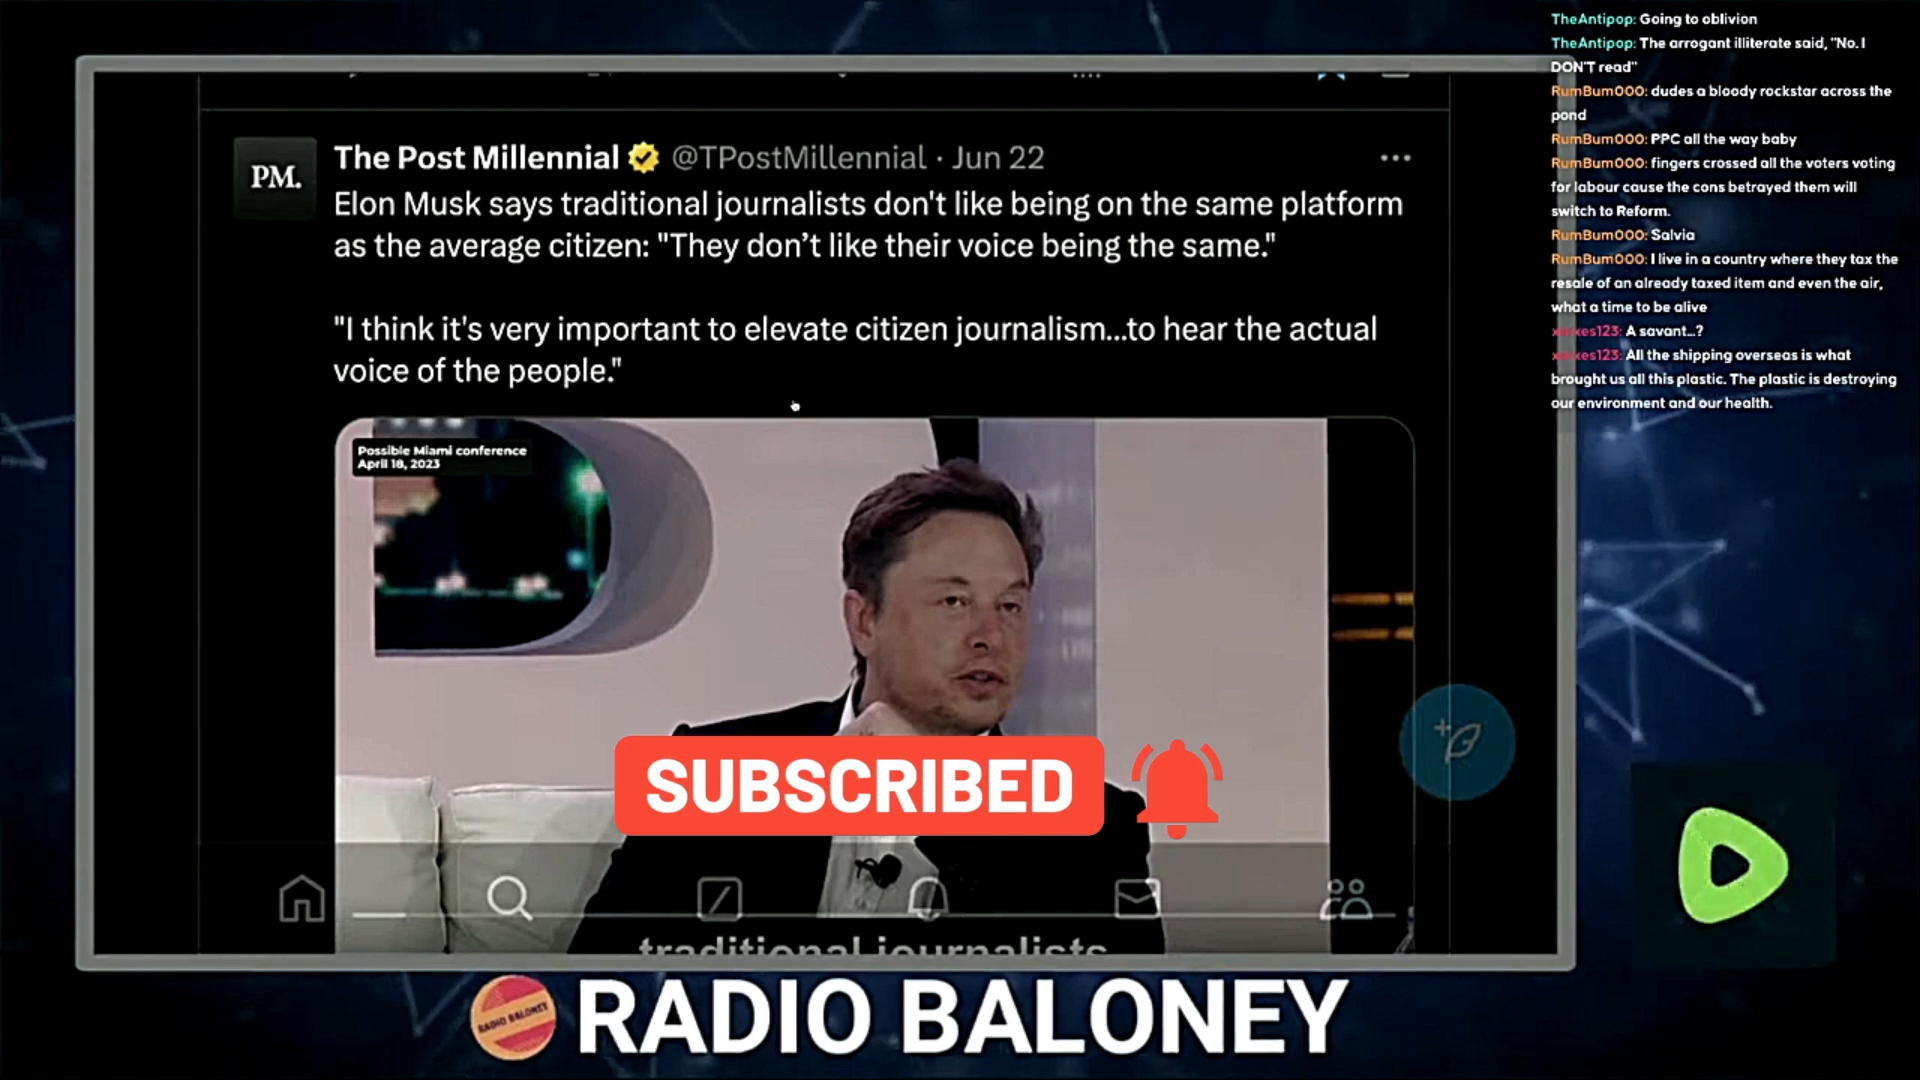 PM.
The Post Millennial @TPostMillennial · Jun 22
Elon Musk says traditional journalists don't like being on the same platform
as the average citizen: "They don’t like their voice being the same."
"I think it's very important to elevate citizen journalism...to hear the actual
voice of the people."
Possible Miami conference
April 18, 2023
SUBSCRIBED
traditional journalists
RADIO BALONEY
RADIO BALONEY
TheAntipop: Going to oblivion
TheAntipop: The arrogant illiterate said, "No. I
DON'T read"
RumBum000: dudes a bloody rockstar across the
pond
RumBum000: PPC all the way baby
RumBum000: fingers crossed all the voters voting
for labour cause the cons betrayed them will
switch to Reform.
RumBum000: Salvia
RumBum000: I live in a country where they tax the
resale of an already taxed item and even the air,
what a time to be alive
A savant...?
All the shipping overseas is what
brought us all this plastic. The plastic is destroying
our environment and our health.